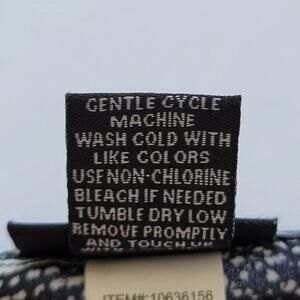 GENTLE CYCLE
MACHINE
WASH COLD WITH
LIKE COLORS
USE NON-CHLORINE
BLEACH IF NEEDED
TUMBLE DRY LOW
REMOVE PROMPTLY
AND TOUCH UP
WITH
ITEM# 10636156